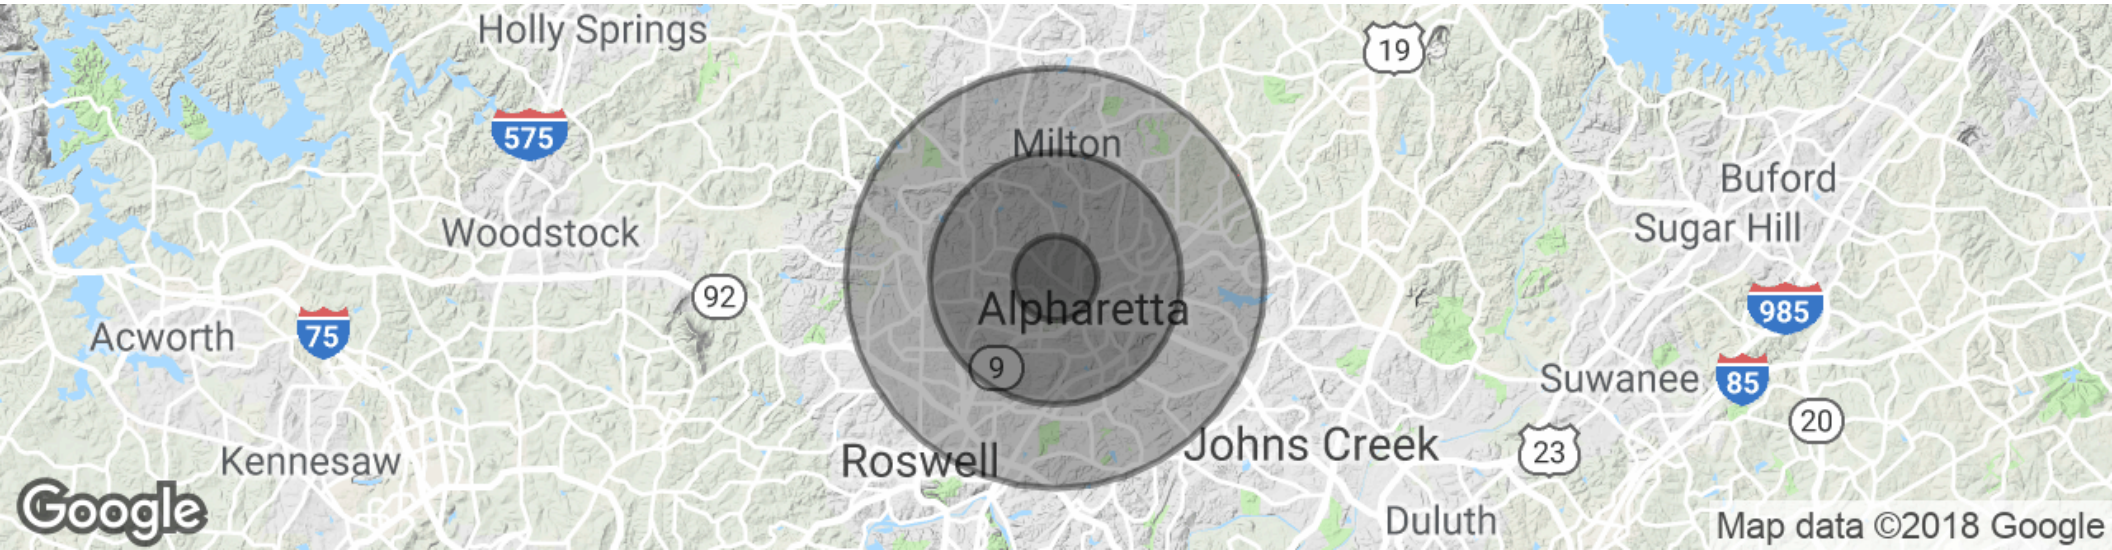 Holly Springs
19
575
Milton
Buford
Sugar Hill
Woodstock
92
985
Alpharetta
75
Acworth
9
Suwanee
85
20
Johns Creek
23
Roswell
Kennesaw
Google
Duluth
Map data ©2018 Google